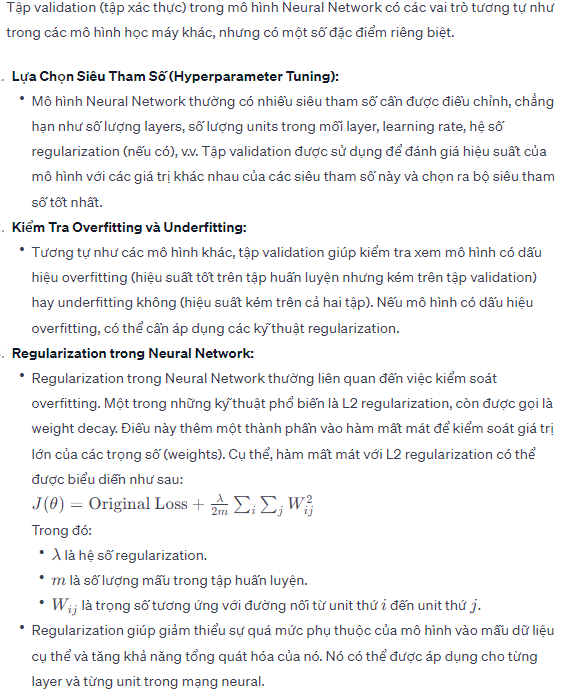 Tập validation (tập xác thực) trong mô hình Neural Network có các vai trò tương tự như
trong các mô hình học máy khác, nhưng có một số đặc điểm riêng biệt.
. Lựa Chọn Siêu Tham Số (Hyperparameter Tuning):
• Mô hình Neural Network thường có nhiều siêu tham số cần được điều chỉnh, chẳng
hạn như số lượng layers, số lượng units trong mỗi layer, learning rate, hệ số
regularization (nếu có), v.v. Tập validation được sử dụng để đánh giá hiệu suất của
mô hình với các giá trị khác nhau của các siêu tham số này và chọn ra bộ siêu tham
số tốt nhất.
. Kiểm Tra Overfitting và Underfitting:
• Tương tự như các mô hình khác, tập validation giúp kiểm tra xem mô hình có dấu
hiệu overfitting (hiệu suất tốt trên tập huấn luyện nhưng kém trên tập validation)
hay underfitting không (hiệu suất kém trên cả hai tập). Nếu mô hình có dấu hiệu
overfitting, có thể cần áp dụng các kỹ thuật regularization.
. Regularization trong Neural Network:
• Regularization trong Neural Network thường liên quan đến việc kiểm soát
overfitting. Một trong những kỹ thuật phổ biến là L2 regularization, còn được gọi là
weight decay. Điều này thêm một thành phần vào hàm mất mát để kiểm soát giá trị
lớn của các trọng số (weights). Cụ thể, hàm mất mát với L2 regularization có thể
được biểu diễn như sau:
J(θ) = Original Loss + λ/2m ∑i ∑j W²ij
Trong đó:
• λ là hệ số regularization.
• m là số lượng mẫu trong tập huấn luyện.
• Wij là trọng số tương ứng với đường nối từ unit thứ i đến unit thứ j.
• Regularization giúp giảm thiểu sự quá mức phụ thuộc của mô hình vào mẫu dữ liệu
cụ thể và tăng khả năng tổng quát hóa của nó. Nó có thể được áp dụng cho từng
layer và từng unit trong mạng neural.